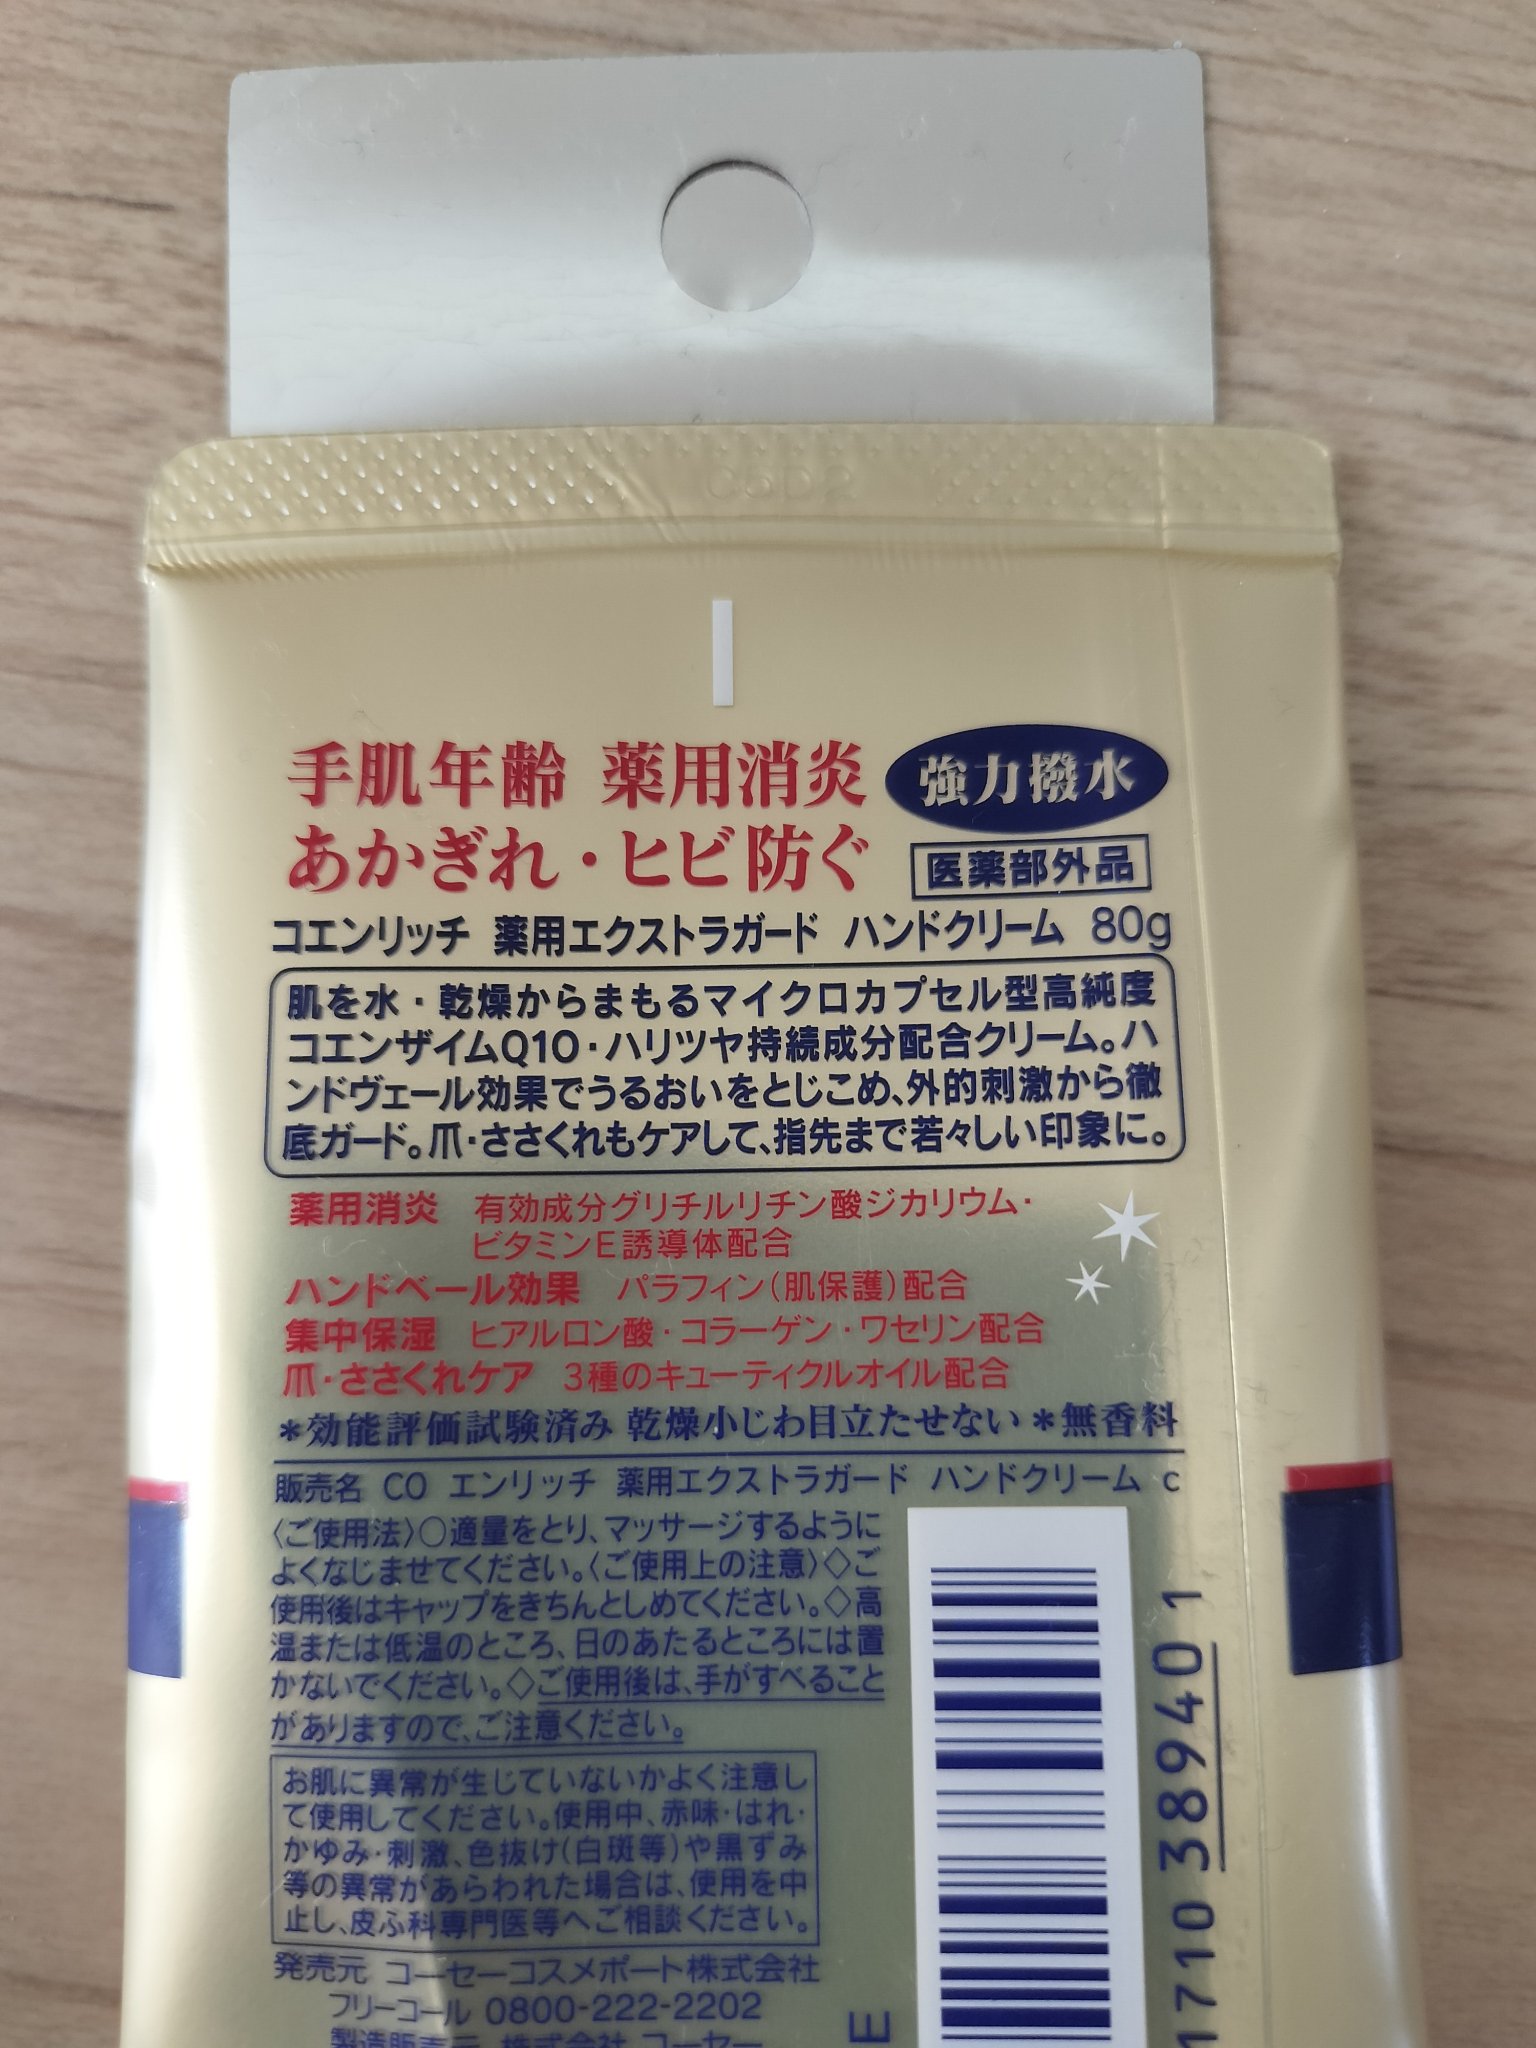 C5D2
手肌年齢 薬用消炎 強力撥水
あかぎれ・ヒビ防ぐ 医薬部外品
コエンリッチ 薬用エクストラガード ハンドクリーム 80g
肌を水・乾燥からまもるマイクロカプセル型高純度
コエンザイムQ10・ハリツヤ持続成分配合クリーム。ハ
ンドヴェール効果でうるおいをとじこめ、外的刺激から徹
底ガード。爪・ささくれもケアして、指先まで若々しい印象に。
薬用消炎 有効成分グリチルリチン酸ジカリウム・
ビタミンE誘導体配合
ハンドベール効果 パラフィン(肌保護)配合
集中保湿 ヒアルロン酸・コラーゲン・ワセリン配合
爪・ささくれケア 3種のキューティクルオイル配合
*効能評価試験済み 乾燥小じわ目立たせない *無香料
販売名 CO エンリッチ 薬用エクストラガード ハンドクリーム c
〈ご使用法〉○適量をとり、マッサージするように
よくなじませてください。〈ご使用上の注意〉◇ご
使用後はキャップをきちんとしめてください。◇高
温または低温のところ、日のあたるところには置
かないでください。◇ご使用後は、手がすべること
がありますので、ご注意ください。
お肌に異常が生じていないかよく注意し
て使用してください。使用中、赤味・はれ・
かゆみ・刺激、色抜け(白斑等)や黒ずみ
等の異常があらわれた場合は、使用を中
止し、皮ふ科専門医等へご相談ください。
発売元 コーセーコスメポート株式会社
フリーコール 0800-222-2202
製造販売元 株式会社 コーセー
E
1710 389401